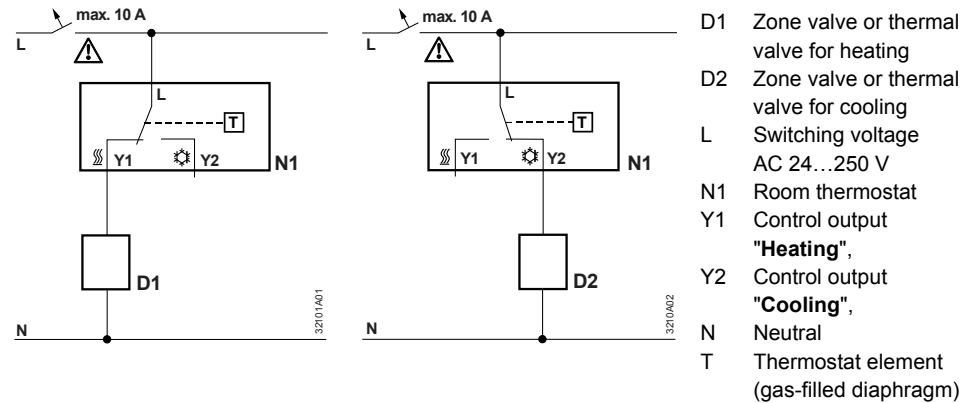 max. 10 A
L
L
T
Y1
Y2
N1
D1
N
32101A01
max. 10 A
L
L
T
Y1
Y2
N1
D2
N
3210A02
D1 Zone valve or thermal
valve for heating
D2 Zone valve or thermal
valve for cooling
L Switching voltage
AC 24…250 V
N1 Room thermostat
Y1 Control output
"Heating",
Y2 Control output
"Cooling",
N Neutral
T Thermostat element
(gas-filled diaphragm)